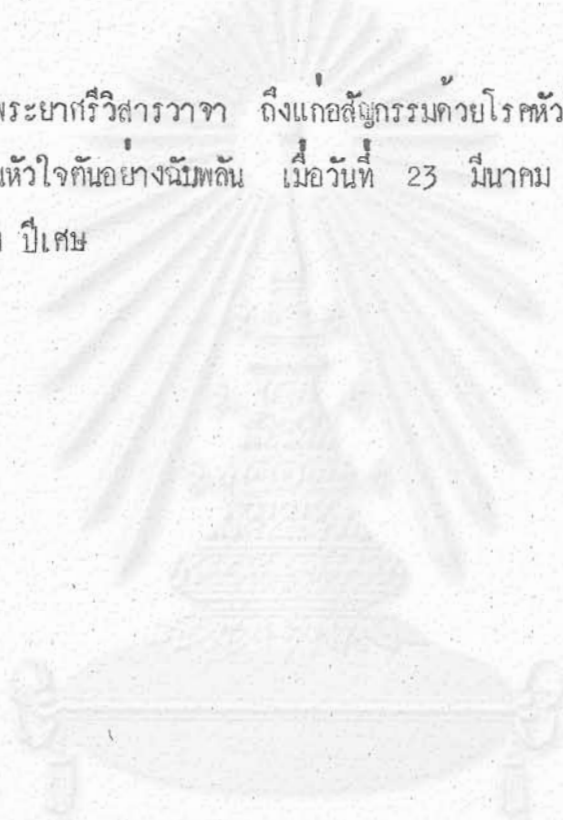 พระยาศรีวิสารวาจา ถึงแก่อสัญกรรมด้วยโรคหัว
นหัวใจตันอย่างฉับพลัน เมื่อวันที่ 23 มีนาคม
ปีเศษ